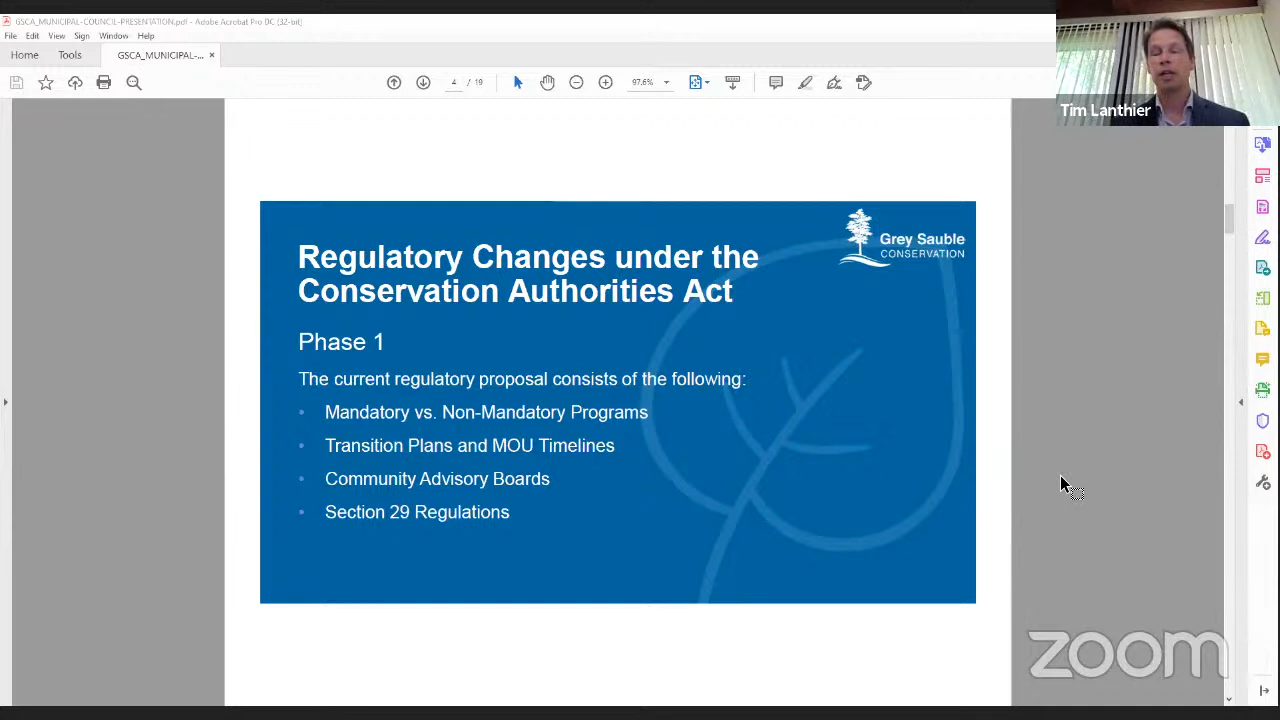 GSCA_MUNICIPAL-COUNCIL-PRESENTATION.pdf - Adobe Acrobat Pro DC (32-bit)
File Edit View Sign Window Help
Home Tools GSCA_MUNICIPAL-... ×
4 / 19 97.6%
Tim Lanthier
Grey Sauble
CONSERVATION
Regulatory Changes under the
Conservation Authorities Act
Phase 1
The current regulatory proposal consists of the following:
• Mandatory vs. Non-Mandatory Programs
• Transition Plans and MOU Timelines
• Community Advisory Boards
• Section 29 Regulations
zoom